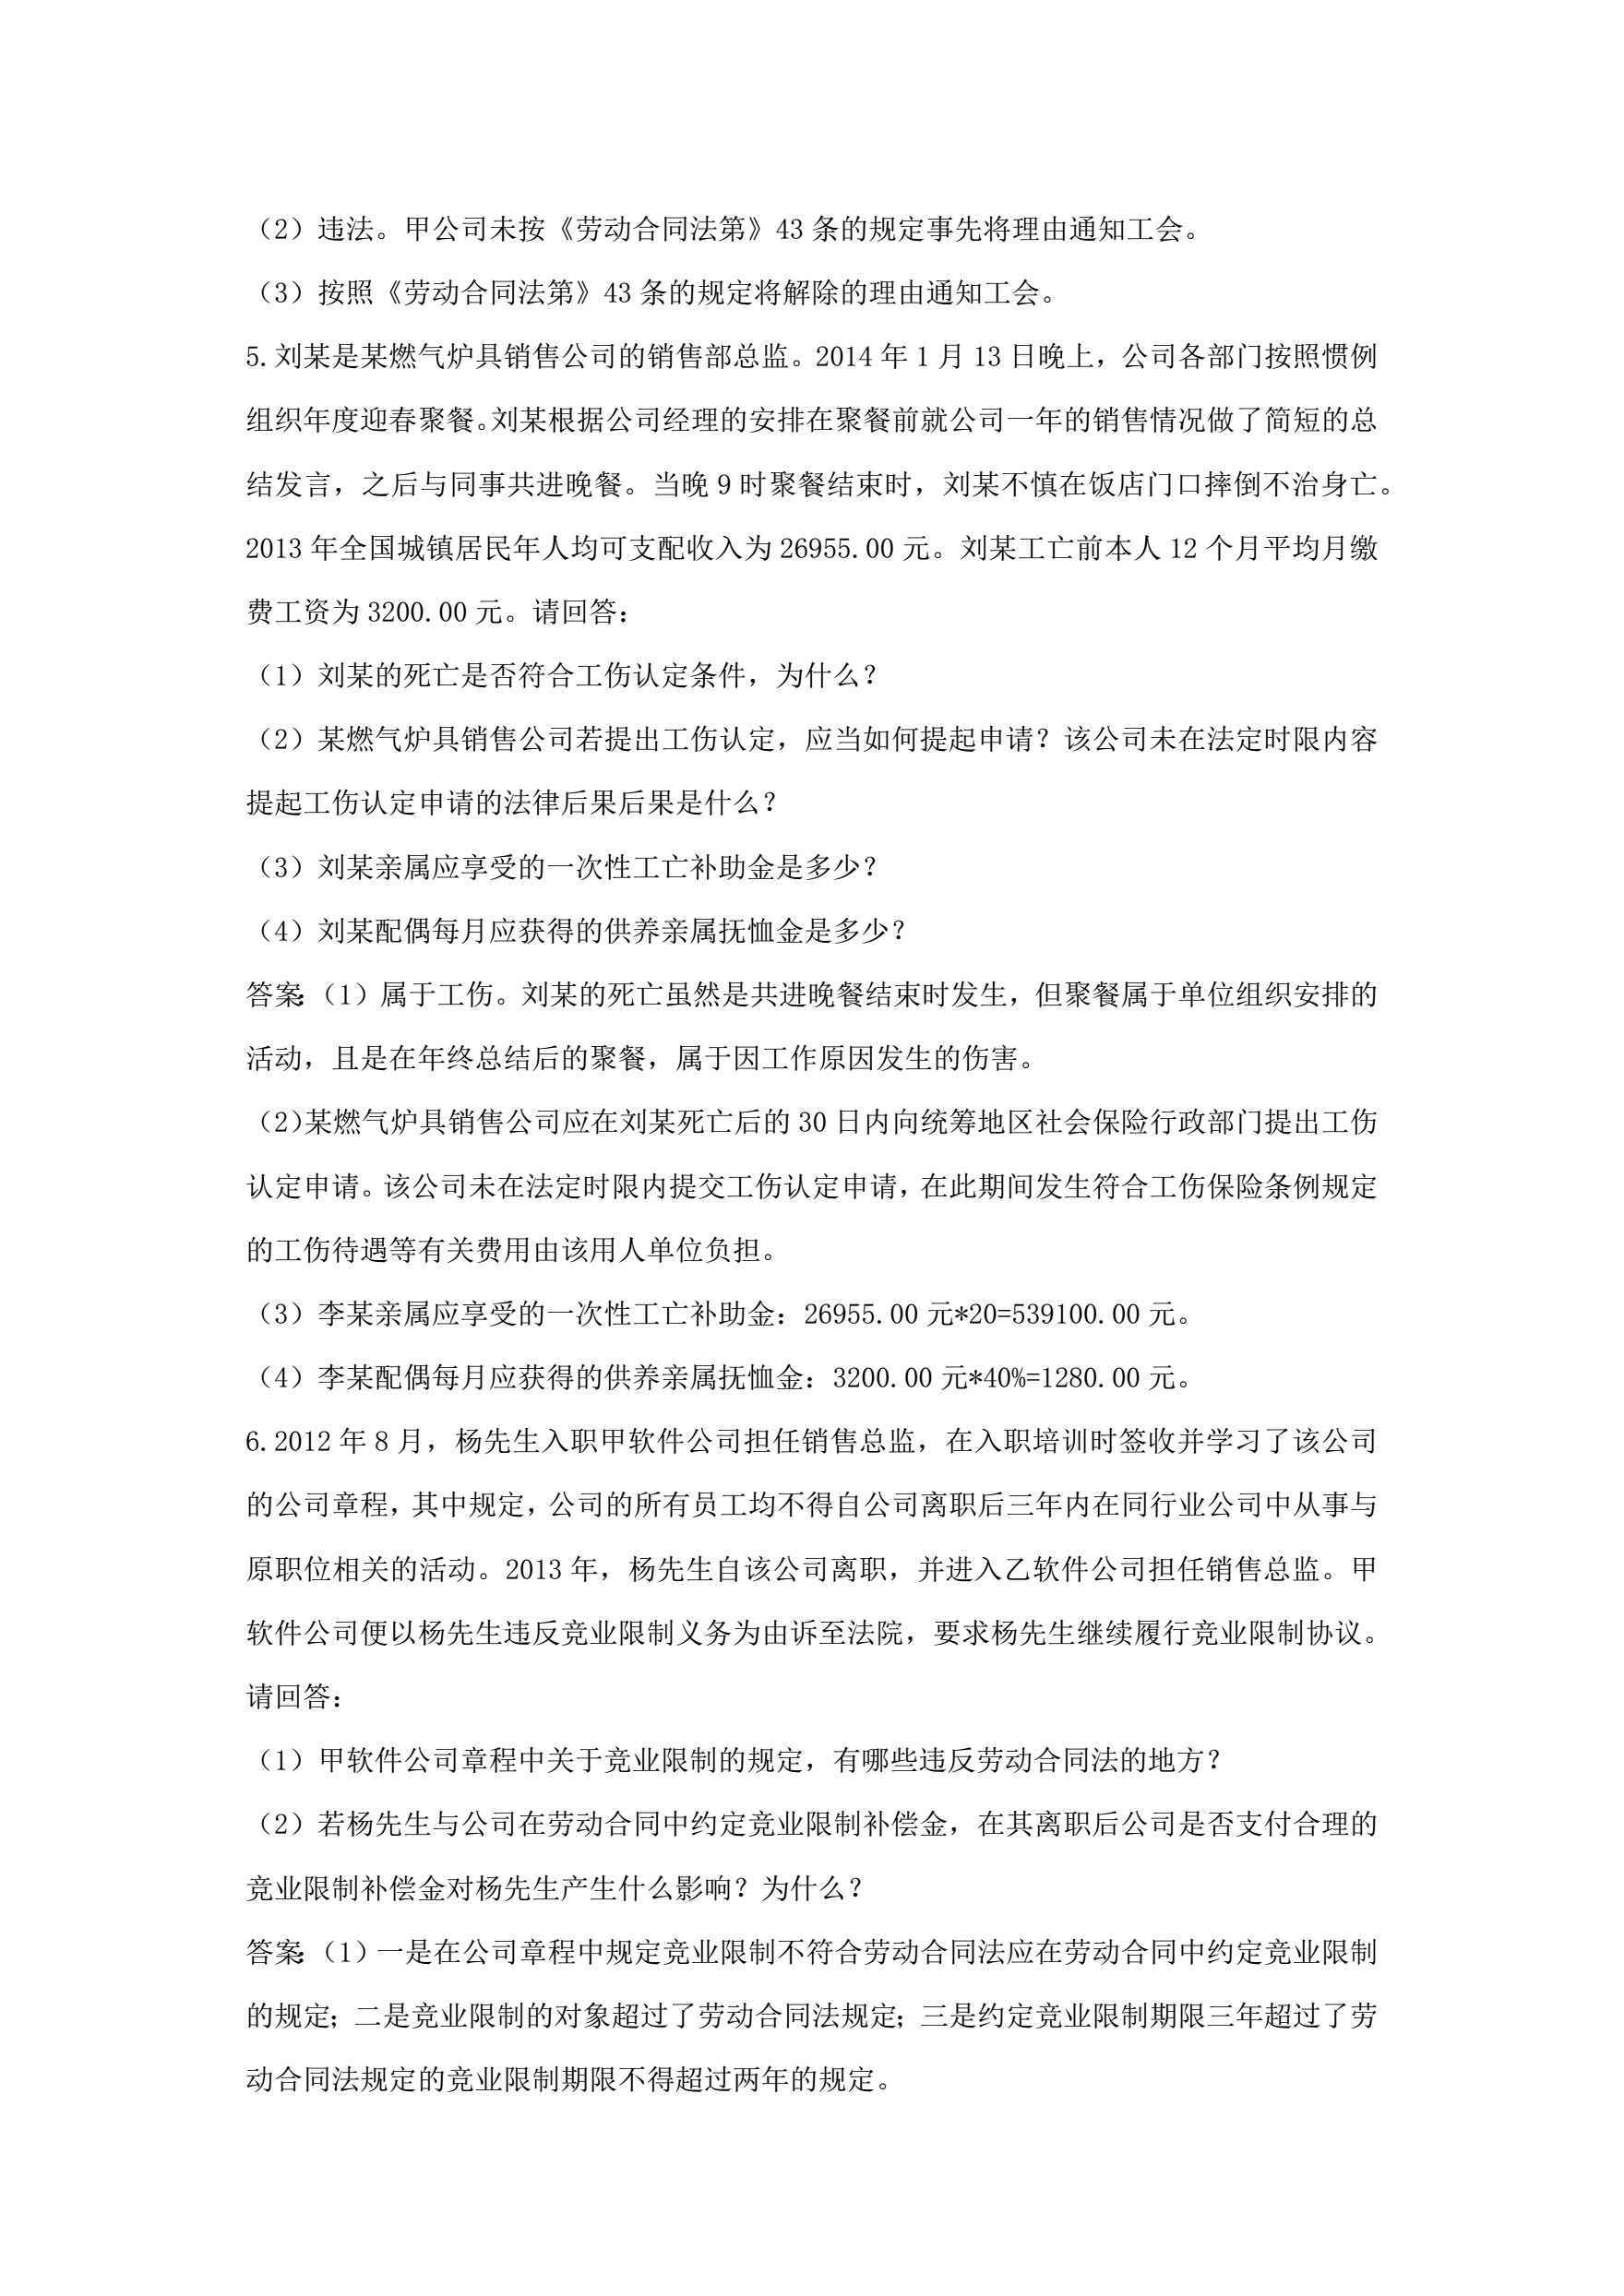 （2）违法。甲公司未按《劳动合同法第》43 条的规定事先将理由通知工会。
（3）按照《劳动合同法第》43 条的规定将解除的理由通知工会。
5.刘某是某燃气炉具销售公司的销售部总监。2014 年 1 月 13 日晚上，公司各部门按照惯例
组织年度迎春聚餐。刘某根据公司经理的安排在聚餐前就公司一年的销售情况做了简短的总
结发言，之后与同事共进晚餐。当晚 9 时聚餐结束时，刘某不慎在饭店门口摔倒不治身亡。
2013 年全国城镇居民年人均可支配收入为 26955.00 元。刘某工亡前本人 12 个月平均月缴
费工资为 3200.00 元。请回答：
（1）刘某的死亡是否符合工伤认定条件，为什么？
（2）某燃气炉具销售公司若提出工伤认定，应当如何提起申请？该公司未在法定时限内容
提起工伤认定申请的法律后果后果是什么？
（3）刘某亲属应享受的一次性工亡补助金是多少？
（4）刘某配偶每月应获得的供养亲属抚恤金是多少？
答案：（1）属于工伤。刘某的死亡虽然是共进晚餐结束时发生，但聚餐属于单位组织安排的
活动，且是在年终总结后的聚餐，属于因工作原因发生的伤害。
（2）某燃气炉具销售公司应在刘某死亡后的 30 日内向统筹地区社会保险行政部门提出工伤
认定申请。该公司未在法定时限内提交工伤认定申请，在此期间发生符合工伤保险条例规定
的工伤待遇等有关费用由该用人单位负担。
（3）李某亲属应享受的一次性工亡补助金：26955.00 元*20=539100.00 元。
（4）李某配偶每月应获得的供养亲属抚恤金：3200.00 元*40%=1280.00 元。
6.2012 年 8 月，杨先生入职甲软件公司担任销售总监，在入职培训时签收并学习了该公司
的公司章程，其中规定，公司的所有员工均不得自公司离职后三年内在同行业公司中从事与
原职位相关的活动。2013 年，杨先生自该公司离职，并进入乙软件公司担任销售总监。甲
软件公司便以杨先生违反竞业限制义务为由诉至法院，要求杨先生继续履行竞业限制协议。
请回答：
（1）甲软件公司章程中关于竞业限制的规定，有哪些违反劳动合同法的地方？
（2）若杨先生与公司在劳动合同中约定竞业限制补偿金，在其离职后公司是否支付合理的
竞业限制补偿金对杨先生产生什么影响？为什么？
答案：（1）一是在公司章程中规定竞业限制不符合劳动合同法应在劳动合同中约定竞业限制
的规定；二是竞业限制的对象超过了劳动合同法规定；三是约定竞业限制期限三年超过了劳
动合同法规定的竞业限制期限不得超过两年的规定。